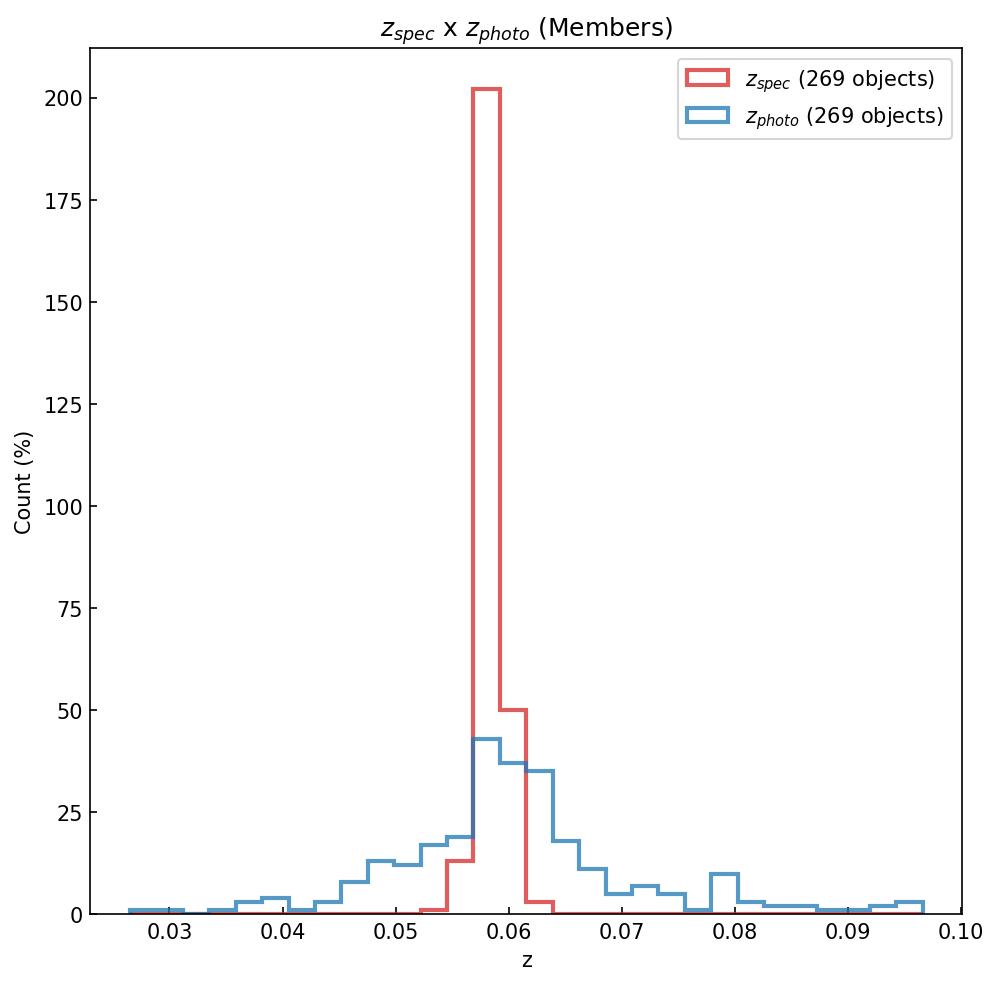 z_spec x z_photo (Members)
z_spec (269 objects)
z_photo (269 objects)
200
175
150
125
100
75
50
25
0
Count (%)
0.03 0.04 0.05 0.06 0.07 0.08 0.09 0.10
z